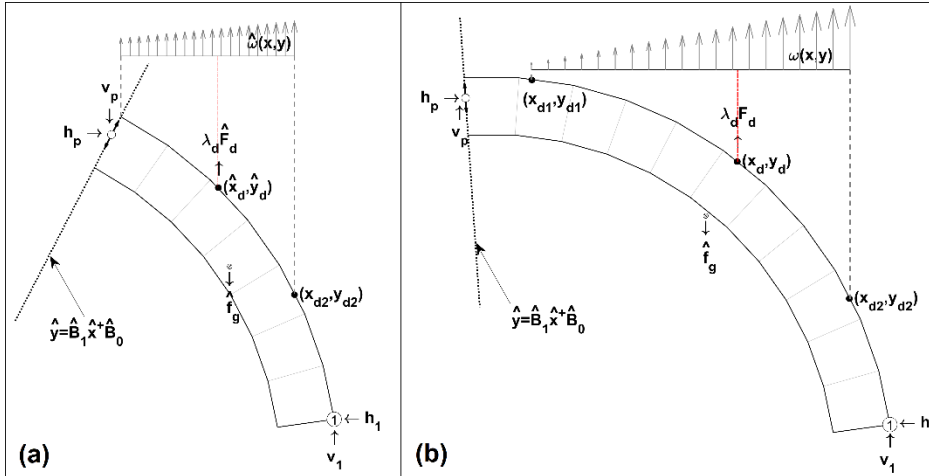 ω̂(x,y)
v_p
h_p
λ_d F̂_d
(x̂_d,ŷ_d)
f̂_g
(x_d2,y_d2)
ŷ=B̂_1x̂+B̂_0
1
h_1
v_1
(a)
ω(x,y)
(x_d1,y_d1)
h_p
v_p
λ_d F_d
(x_d,y_d)
f̂_g
(x_d2,y_d2)
ŷ=B̂_1x̂+B̂_0
1
h
v_1
(b)